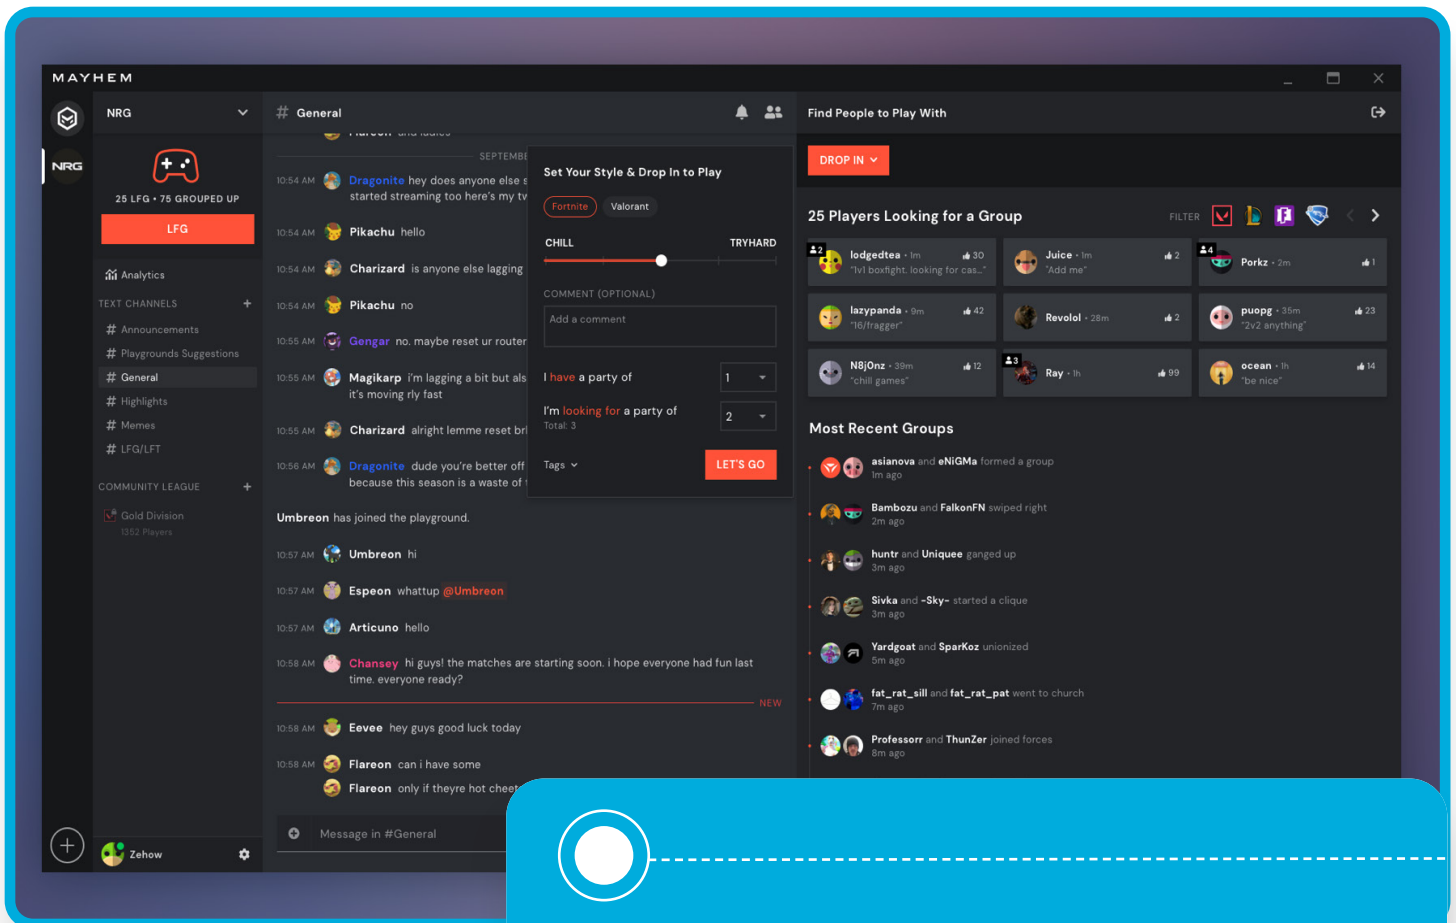 MAYHEM
NRG
NRG
25 LFG • 75 GROUPED UP
LFG
Analytics
TEXT CHANNELS +
# Announcements
# Playgrounds Suggestions
# General
# Highlights
# Memes
# LFG/LFT
COMMUNITY LEAGUE +
Gold Division
1352 Players
Zehow
# General
Flareon and ladies
SEPTEMBE
10:54 AM Dragonite hey does anyone else s
started streaming too here's my tw
10:54 AM Pikachu hello
10:54 AM Charizard is anyone else lagging
10:54 AM Pikachu no
10:55 AM Gengar no. maybe reset ur router
10:55 AM Magikarp i'm lagging a bit but als
it's moving rly fast
10:55 AM Charizard alright lemme reset br
10:56 AM Dragonite dude you're better off
because this season is a waste of
Umbreon has joined the playground.
10:57 AM Umbreon hi
10:57 AM Espeon whattup @Umbreon
10:57 AM Articuno hello
10:58 AM Chansey hi guys! the matches are starting soon. i hope everyone had fun last
time. everyone ready?
NEW
10:58 AM Eevee hey guys good luck today
10:58 AM Flareon can i have some
Flareon only if theyre hot cheet
Message in #General
Set Your Style & Drop In to Play
Fortnite Valorant
CHILL TRYHARD
COMMENT (OPTIONAL)
Add a comment
I have a party of 1
I'm looking for a party of 2
Total: 3
Tags LET'S GO
Find People to Play With
DROP IN
25 Players Looking for a Group FILTER
2 lodgedtea • 1m 30
"1v1 boxfight. looking for cas..."
Juice • 1m 2
"Add me"
4 Porkz • 2m 1
lazypanda • 9m 42
"16/fragger"
Revolol • 28m 2
puopg • 35m 23
"2v2 anything"
N8j0nz • 39m 12
"chill games"
3 Ray • 1h 99
ocean • 1h 14
"be nice"
Most Recent Groups
asianova and eNiGMa formed a group
1m ago
Bambozu and FalkonFN swiped right
2m ago
huntr and Uniquee ganged up
3m ago
Sivka and -Sky- started a clique
3m ago
Yardgoat and SparKoz unionized
5m ago
fat_rat_sill and fat_rat_pat went to church
7m ago
Professorr and ThunZer joined forces
8m ago